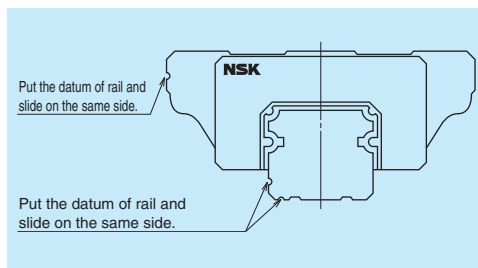 NSK
Put the datum of rail and
slide on the same side.
Put the datum of rail and
slide on the same side.